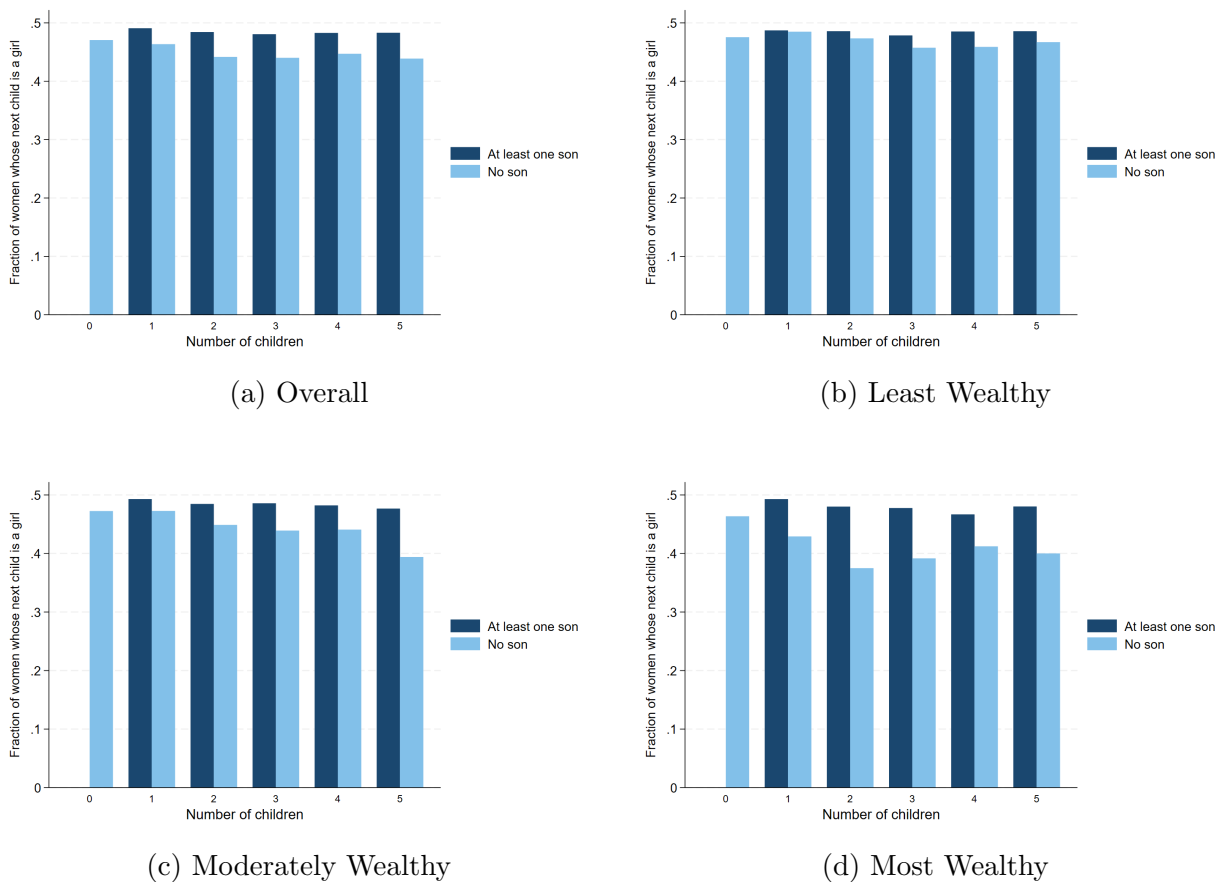 Fraction of women whose next child is a girl
.5
.4
.3
.2
.1
0
0 1 2 3 4 5
Number of children
At least one son
No son
(a) Overall
Fraction of women whose next child is a girl
.5
.4
.3
.2
.1
0
0 1 2 3 4 5
Number of children
At least one son
No son
(b) Least Wealthy
Fraction of women whose next child is a girl
.5
.4
.3
.2
.1
0
0 1 2 3 4 5
Number of children
At least one son
No son
(c) Moderately Wealthy
Fraction of women whose next child is a girl
.5
.4
.3
.2
.1
0
0 1 2 3 4 5
Number of children
At least one son
No son
(d) Most Wealthy